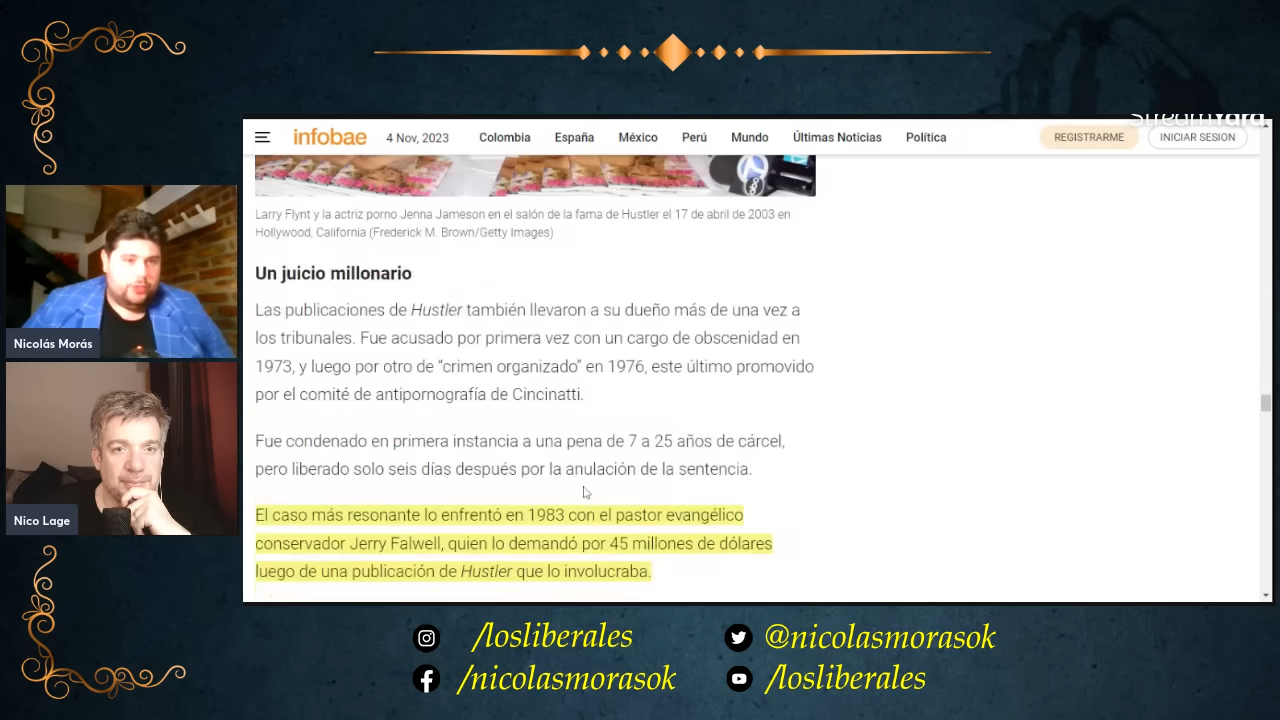 StreamYard
infobae
4 Nov, 2023
Colombia
España
México
Perú
Mundo
Últimas Noticias
Política
REGISTRARME
INICIAR SESION
Larry Flynt y la actriz porno Jenna Jameson en el salón de la fama de Hustler el 17 de abril de 2003 en
Hollywood, California (Frederick M. Brown/Getty Images)
Un juicio millonario
Las publicaciones de Hustler también llevaron a su dueño más de una vez a
los tribunales. Fue acusado por primera vez con un cargo de obscenidad en
1973, y luego por otro de “crimen organizado” en 1976, este último promovido
por el comité de antipornografía de Cincinatti.
Fue condenado en primera instancia a una pena de 7 a 25 años de cárcel,
pero liberado solo seis días después por la anulación de la sentencia.
El caso más resonante lo enfrentó en 1983 con el pastor evangélico
conservador Jerry Falwell, quien lo demandó por 45 millones de dólares
luego de una publicación de Hustler que lo involucraba.
Nicolás Morás
Nico Lage
/losliberales
@nicolasmorasok
/nicolasmorasok
/losliberales